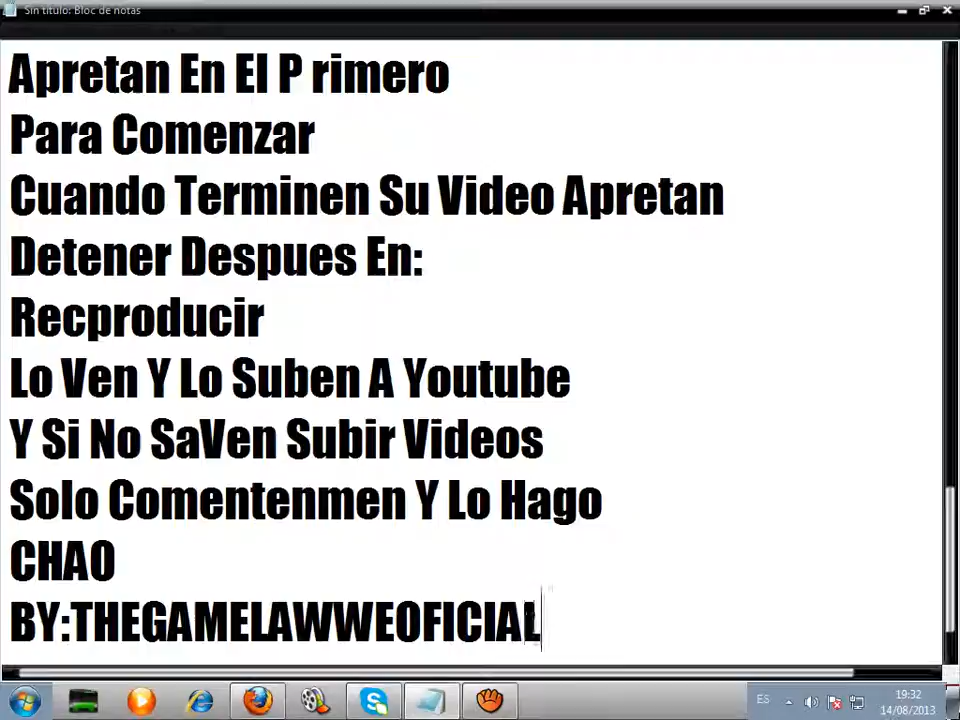 Sin título: Bloc de notas
Apretan En El P rimero
Para Comenzar
Cuando Terminen Su Video Apretan
Detener Despues En:
Recproducir
Lo Ven Y Lo Suben A Youtube
Y Si No SaVen Subir Videos
Solo Comentenmen Y Lo Hago
CHAO
BY:THEGAMELAWWEOFICIAL
ES
19:32
14/08/2013